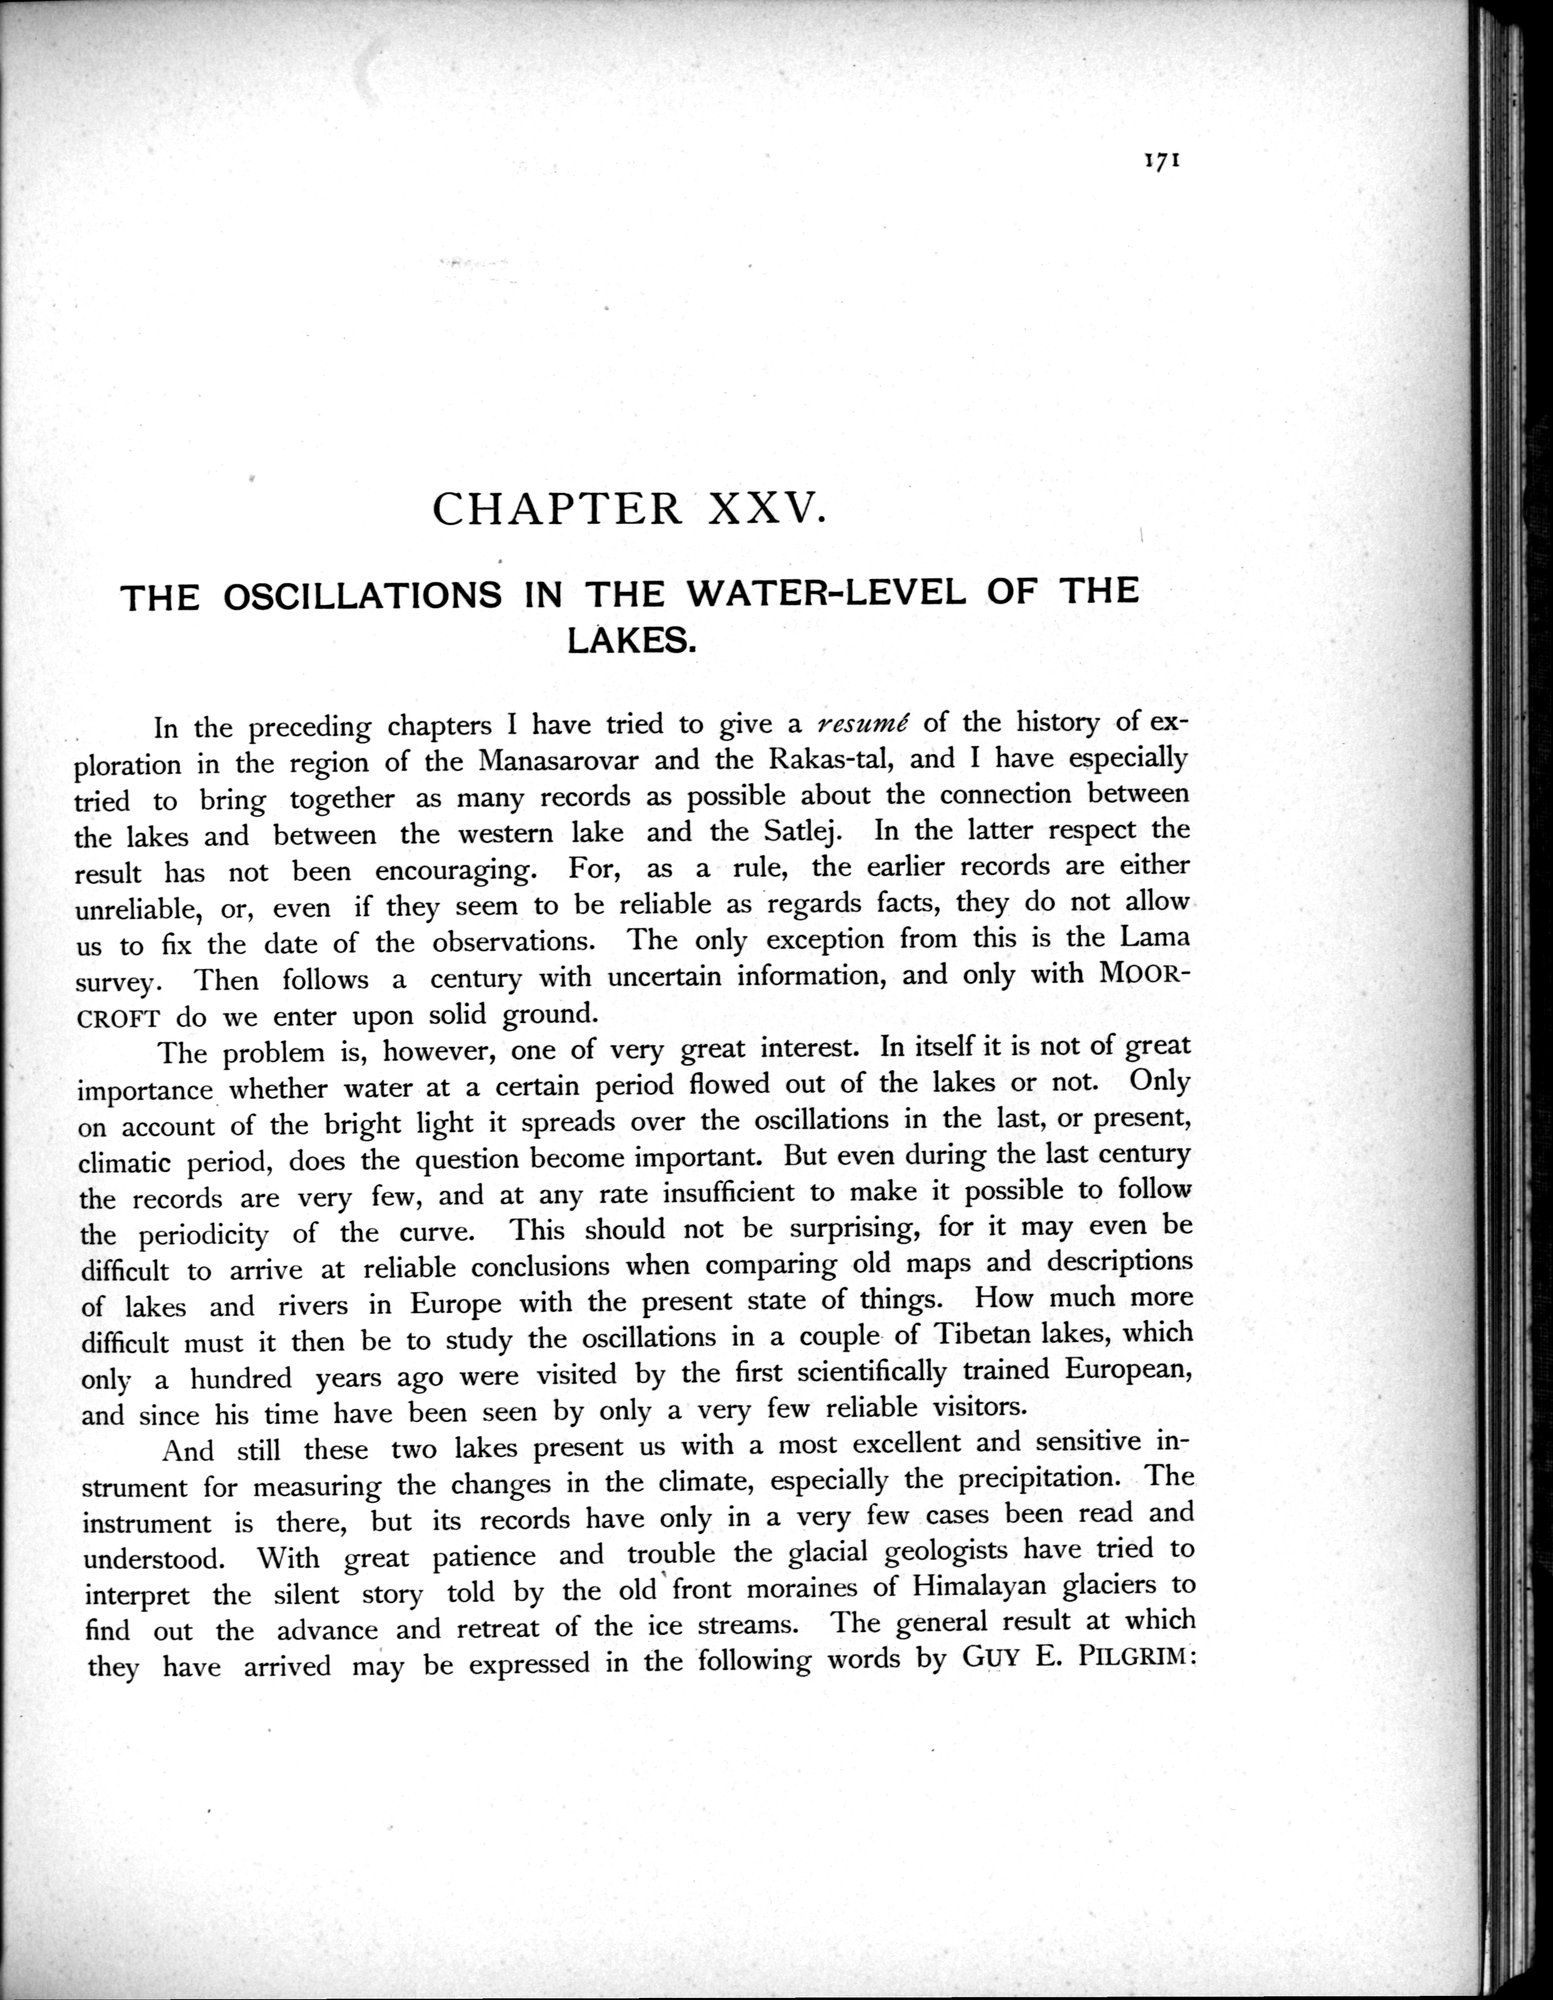 171
CHAPTER XXV.
THE OSCILLATIONS IN THE WATER-LEVEL OF THE
LAKES.
In the preceding chapters I have tried to give a resumé of the history of ex-
ploration in the region of the Manasarovar and the Rakas-tal, and I have especially
tried to bring together as many records as possible about the connection between
the lakes and between the western lake and the Satlej. In the latter respect the
result has not been encouraging. For, as a rule, the earlier records are either
unreliable, or, even if they seem to be reliable as regards facts, they do not allow
us to fix the date of the observations. The only exception from this is the Lama
survey. Then follows a century with uncertain information, and only with MOOR-
CROFT do we enter upon solid ground.
The problem is, however, one of very great interest. In itself it is not of great
importance whether water at a certain period flowed out of the lakes or not. Only
on account of the bright light it spreads over the oscillations in the last, or present,
climatic period, does the question become important. But even during the last century
the records are very few, and at any rate insufficient to make it possible to follow
the periodicity of the curve. This should not be surprising, for it may even be
difficult to arrive at reliable conclusions when comparing old maps and descriptions
of lakes and rivers in Europe with the present state of things. How much more
difficult must it then be to study the oscillations in a couple of Tibetan lakes, which
only a hundred years ago were visited by the first scientifically trained European,
and since his time have been seen by only a very few reliable visitors.
And still these two lakes present us with a most excellent and sensitive in-
strument for measuring the changes in the climate, especially the precipitation. The
instrument is there, but its records have only in a very few cases been read and
understood. With great patience and trouble the glacial geologists have tried to
interpret the silent story told by the old front moraines of Himalayan glaciers to
find out the advance and retreat of the ice streams. The general result at which
they have arrived may be expressed in the following words by GUY E. PILGRIM: